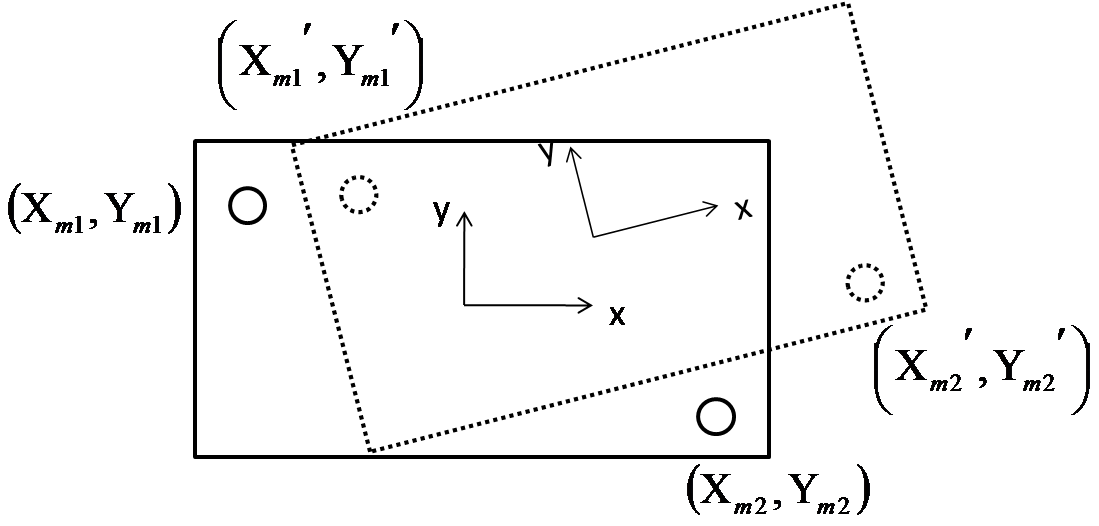 (Xm1′, Ym1′)
y
(Xm1, Ym1)
y
x
x
(Xm2′, Ym2′)
(Xm2, Ym2)